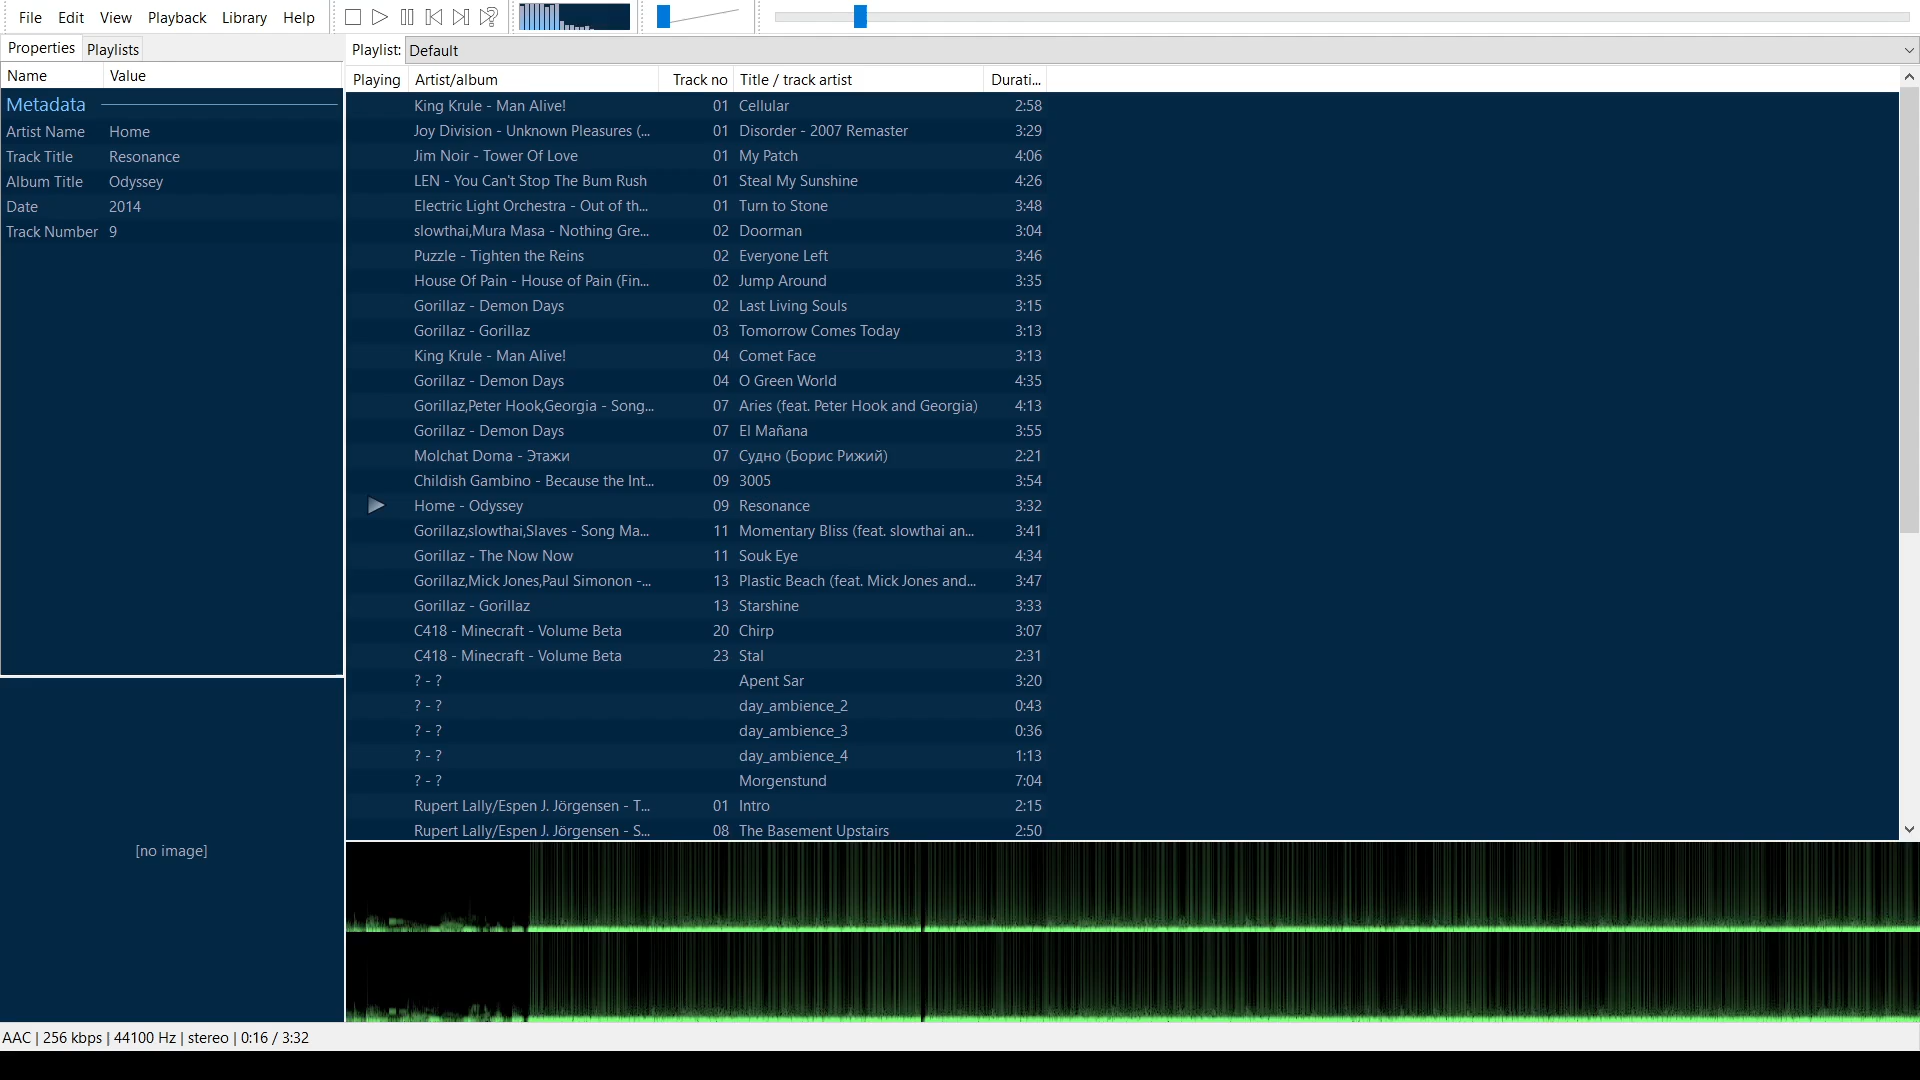 File Edit View Playback Library Help
Properties Playlists
Name Value
Metadata
Artist Name Home
Track Title Resonance
Album Title Odyssey
Date 2014
Track Number 9
[no image]
Playlist: Default
Playing Artist/album Track no Title / track artist Durati...
King Krule - Man Alive! 01 Cellular 2:58
Joy Division - Unknown Pleasures (... 01 Disorder - 2007 Remaster 3:29
Jim Noir - Tower Of Love 01 My Patch 4:06
LEN - You Can't Stop The Bum Rush 01 Steal My Sunshine 4:26
Electric Light Orchestra - Out of th... 01 Turn to Stone 3:48
slowthai,Mura Masa - Nothing Gre... 02 Doorman 3:04
Puzzle - Tighten the Reins 02 Everyone Left 3:46
House Of Pain - House of Pain (Fin... 02 Jump Around 3:35
Gorillaz - Demon Days 02 Last Living Souls 3:15
Gorillaz - Gorillaz 03 Tomorrow Comes Today 3:13
King Krule - Man Alive! 04 Comet Face 3:13
Gorillaz - Demon Days 04 O Green World 4:35
Gorillaz,Peter Hook,Georgia - Song... 07 Aries (feat. Peter Hook and Georgia) 4:13
Gorillaz - Demon Days 07 El Mañana 3:55
Molchat Doma - Этажи 07 Судно (Борис Рижий) 2:21
Childish Gambino - Because the Int... 09 3005 3:54
Home - Odyssey 09 Resonance 3:32
Gorillaz,slowthai,Slaves - Song Ma... 11 Momentary Bliss (feat. slowthai an... 3:41
Gorillaz - The Now Now 11 Souk Eye 4:34
Gorillaz,Mick Jones,Paul Simonon -... 13 Plastic Beach (feat. Mick Jones and... 3:47
Gorillaz - Gorillaz 13 Starshine 3:33
C418 - Minecraft - Volume Beta 20 Chirp 3:07
C418 - Minecraft - Volume Beta 23 Stal 2:31
? - ? Apent Sar 3:20
? - ? day_ambience_2 0:43
? - ? day_ambience_3 0:36
? - ? day_ambience_4 1:13
? - ? Morgenstund 7:04
Rupert Lally/Espen J. Jörgensen - T... 01 Intro 2:15
Rupert Lally/Espen J. Jörgensen - S... 08 The Basement Upstairs 2:50
AAC | 256 kbps | 44100 Hz | stereo | 0:16 / 3:32